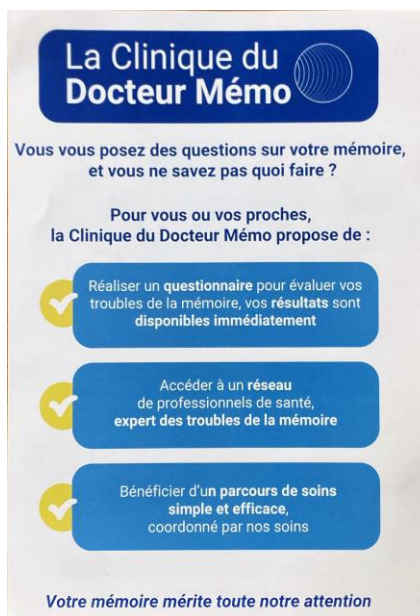 La Clinique du
Docteur Mémo
Vous vous posez des questions sur votre mémoire,
et vous ne savez pas quoi faire ?
Pour vous ou vos proches,
la Clinique du Docteur Mémo propose de :
Réaliser un questionnaire pour évaluer vos
troubles de la mémoire, vos résultats sont
disponibles immédiatement
Accéder à un réseau
de professionnels de santé,
expert des troubles de la mémoire
Bénéficier d'un parcours de soins
simple et efficace,
coordonné par nos soins
Votre mémoire mérite toute notre attention